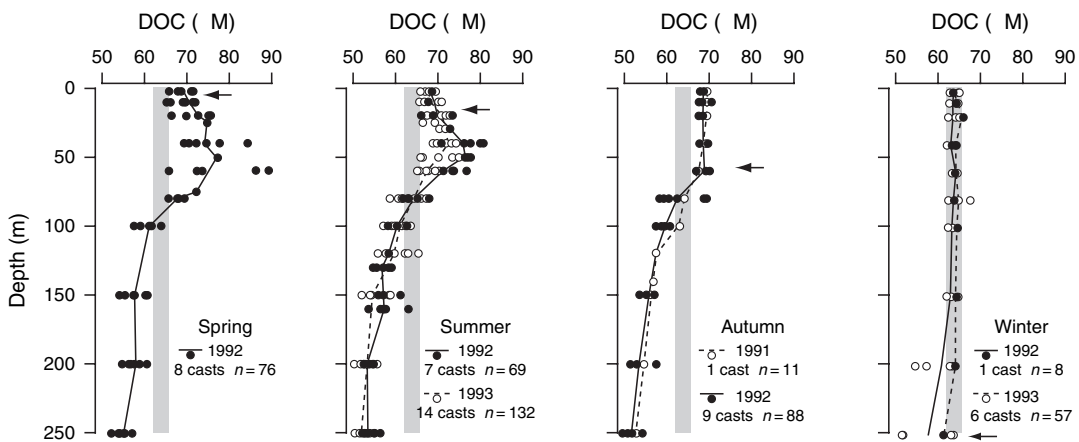 DOC ( M) DOC ( M) DOC ( M) DOC ( M)
50 60 70 80 90 50 60 70 80 90 50 60 70 80 90 50 60 70 80 90
0
50
100
150
200
250
Depth (m)
Spring
1992
8 casts n = 76
Summer
1992
7 casts n = 69
1993
14 casts n = 132
Autumn
1991
1 cast n = 11
1992
9 casts n = 88
Winter
1992
1 cast n = 8
1993
6 casts n = 57